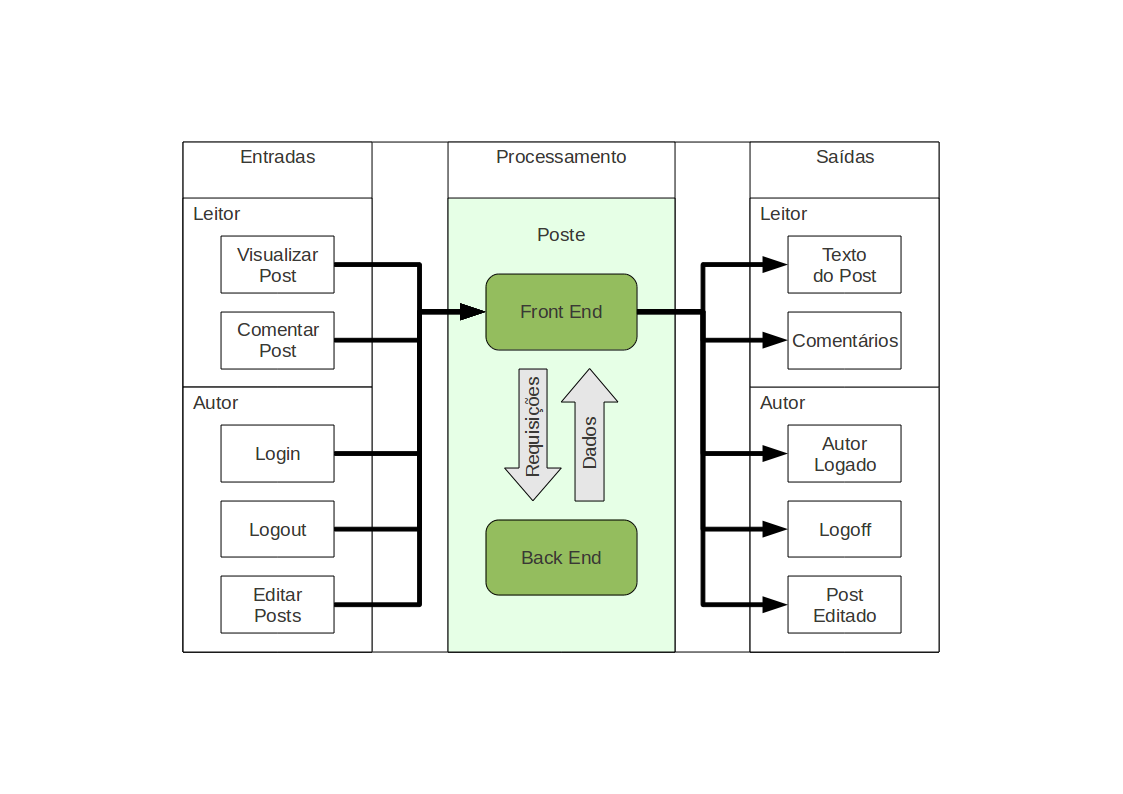 Entradas
Processamento
Saídas
Leitor
Visualizar
Post
Comentar
Post
Autor
Login
Logout
Editar
Posts
Poste
Front End
Requisições
Dados
Back End
Leitor
Texto
do Post
Comentários
Autor
Autor
Logado
Logoff
Post
Editado